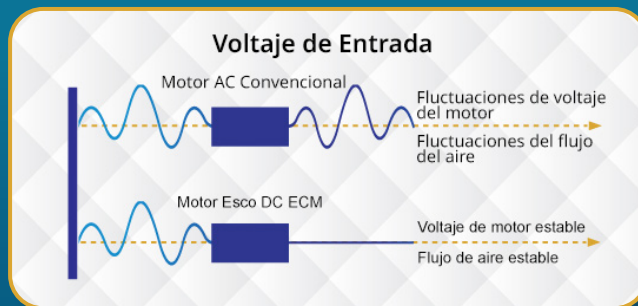 Voltaje de Entrada
Motor AC Convencional
Fluctuaciones de voltaje
del motor
Fluctuaciones del flujo
del aire
Motor Esco DC ECM
Voltaje de motor estable
Flujo de aire estable